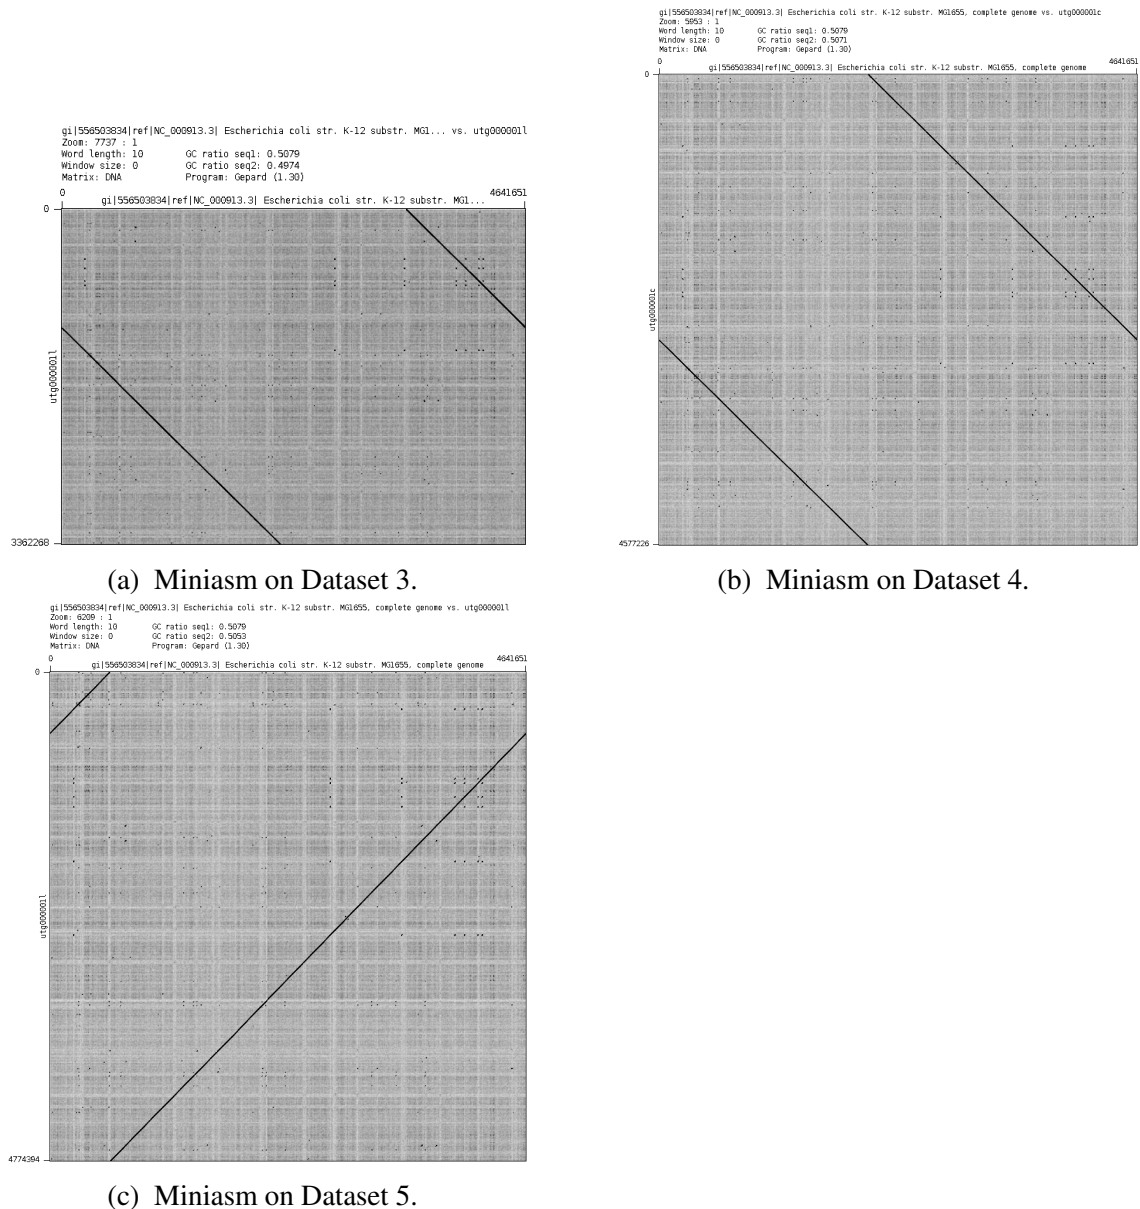 gi|556503834|ref|NC_000913.3| Escherichia coli str. K-12 substr. MG1... vs. utg000001l
Zoom: 7737 : 1
Word length: 10 GC ratio seq1: 0.5079
Window size: 0 GC ratio seq2: 0.4974
Matrix: DNA Program: Gepard (1.30)
0 4641651
gi|556503834|ref|NC_000913.3| Escherichia coli str. K-12 substr. MG1...
0
utg000001l
3362268
(a) Miniasm on Dataset 3.
gi|556503834|ref|NC_000913.3| Escherichia coli str. K-12 substr. MG1655, complete genome vs. utg000001c
Zoom: 5953 : 1
Word length: 10 GC ratio seq1: 0.5079
Window size: 0 GC ratio seq2: 0.5071
Matrix: DNA Program: Gepard (1.30)
0 4641651
gi|556503834|ref|NC_000913.3| Escherichia coli str. K-12 substr. MG1655, complete genome
0
utg000001c
4577226
(b) Miniasm on Dataset 4.
gi|556503834|ref|NC_000913.3| Escherichia coli str. K-12 substr. MG1655, complete genome vs. utg000001l
Zoom: 6209 : 1
Word length: 10 GC ratio seq1: 0.5079
Window size: 0 GC ratio seq2: 0.5053
Matrix: DNA Program: Gepard (1.30)
0 4641651
gi|556503834|ref|NC_000913.3| Escherichia coli str. K-12 substr. MG1655, complete genome
0
utg000001l
4774394
(c) Miniasm on Dataset 5.